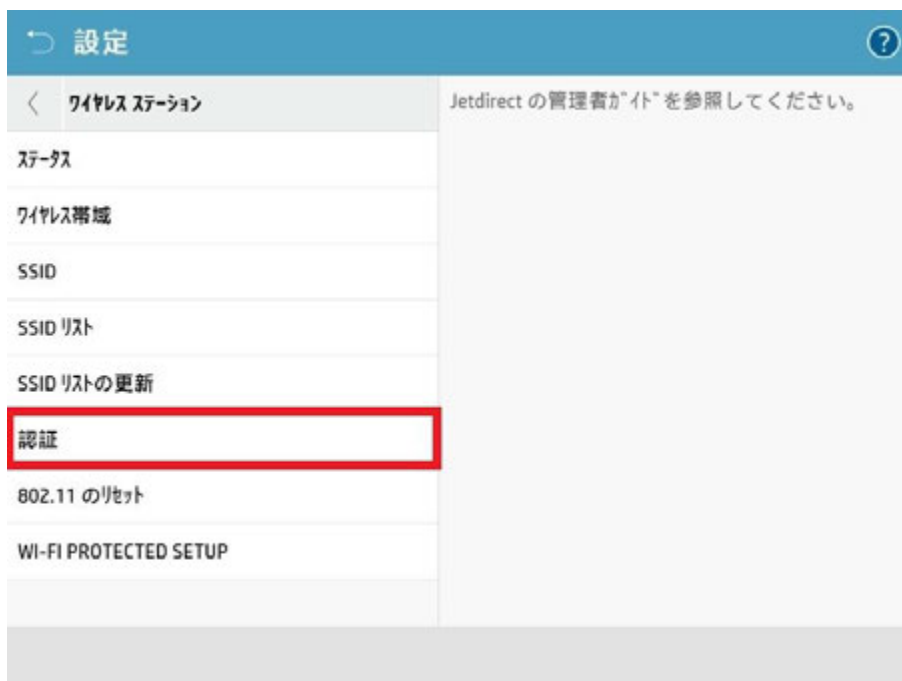 設定
?
ﾜｲﾔﾚｽ ｽﾃｰｼｮﾝ
Jetdirect の管理者ｶﾞｲﾄﾞを参照してください。
ｽﾃｰﾀｽ
ﾜｲﾔﾚｽ帯域
SSID
SSID ﾘｽﾄ
SSID ﾘｽﾄの更新
認証
802.11 のﾘｾｯﾄ
WI-FI PROTECTED SETUP